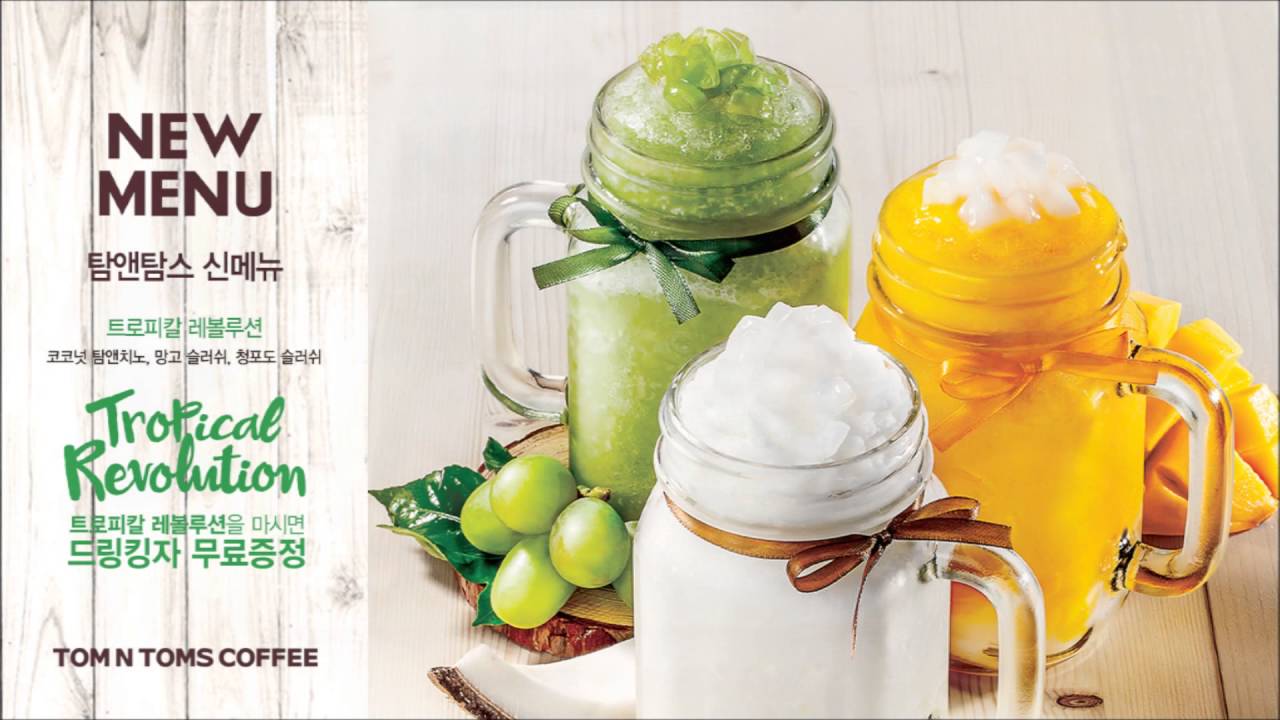 NEW
MENU
탐앤탐스 신메뉴
트로피칼 레볼루션
코코넛 탐앤치노, 망고 슬러쉬, 청포도 슬러쉬
Tropical
Revolution
트로피칼 레볼루션을 마시면
드링킹자 무료증정
TOM N TOMS COFFEE